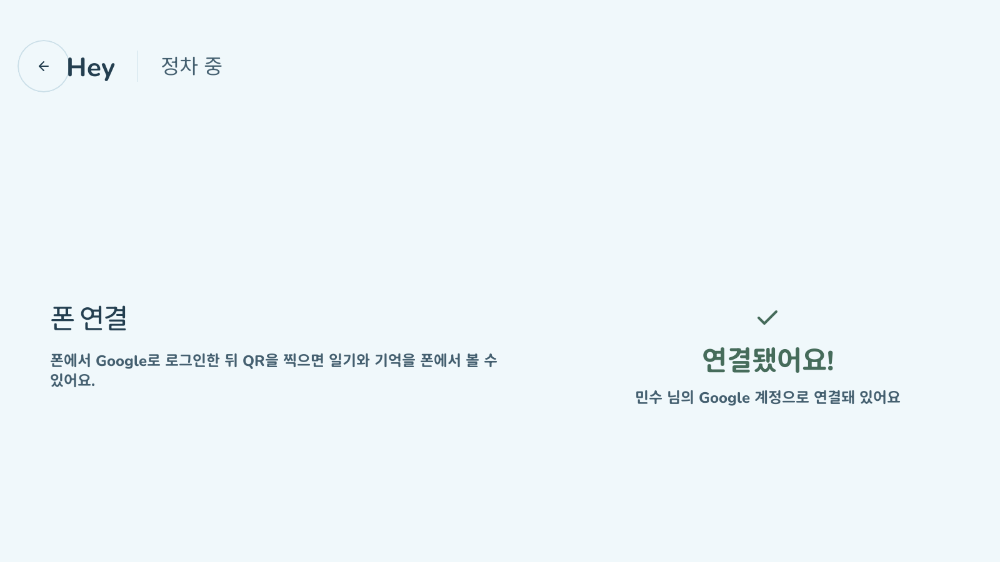 Hey
정차 중
폰 연결
폰에서 Google로 로그인한 뒤 QR을 찍으면 일기와 기억을 폰에서 볼 수
있어요.
연결됐어요!
민수 님의 Google 계정으로 연결돼 있어요